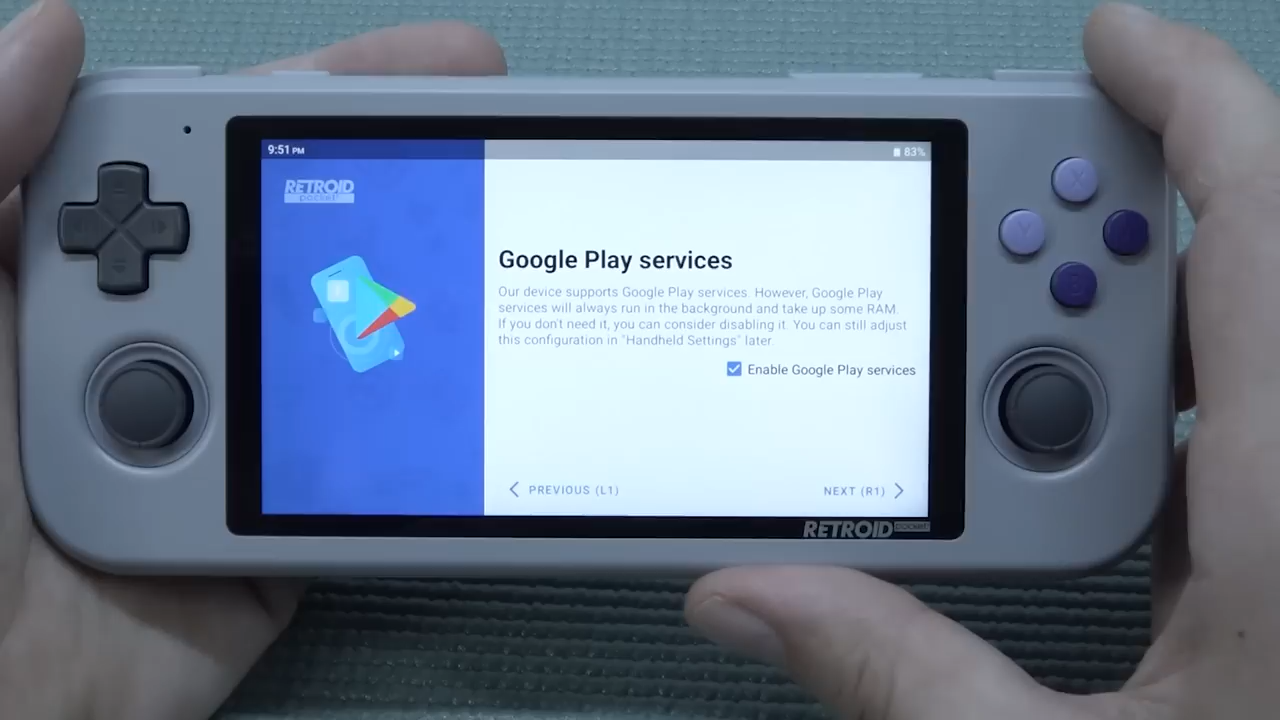 9:51 PM
83%
RETROID
pocket
Google Play services
Our device supports Google Play services. However, Google Play
services will always run in the background and take up some RAM.
If you don't need it, you can consider disabling it. You can still adjust
this configuration in "Handheld Settings" later.
Enable Google Play services
PREVIOUS (L1)
NEXT (R1)
RETROID pocket
X
Y